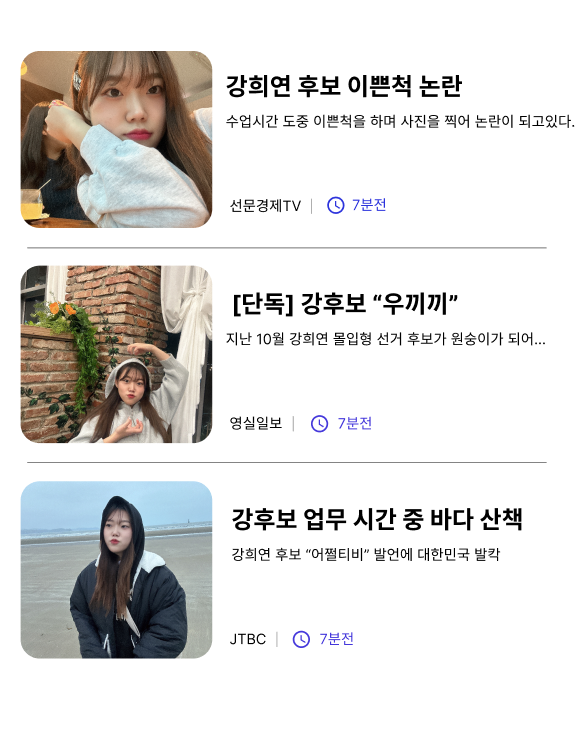 강희연 후보 이쁜척 논란
수업시간 도중 이쁜척을 하며 사진을 찍어 논란이 되고있다.
선문경제TV | 7분전
[단독] 강후보 “우끼끼”
지난 10월 강희연 몰입형 선거 후보가 원숭이가 되어...
영실일보 | 7분전
강후보 업무 시간 중 바다 산책
강희연 후보 “어쩔티비” 발언에 대한민국 발칵
JTBC | 7분전